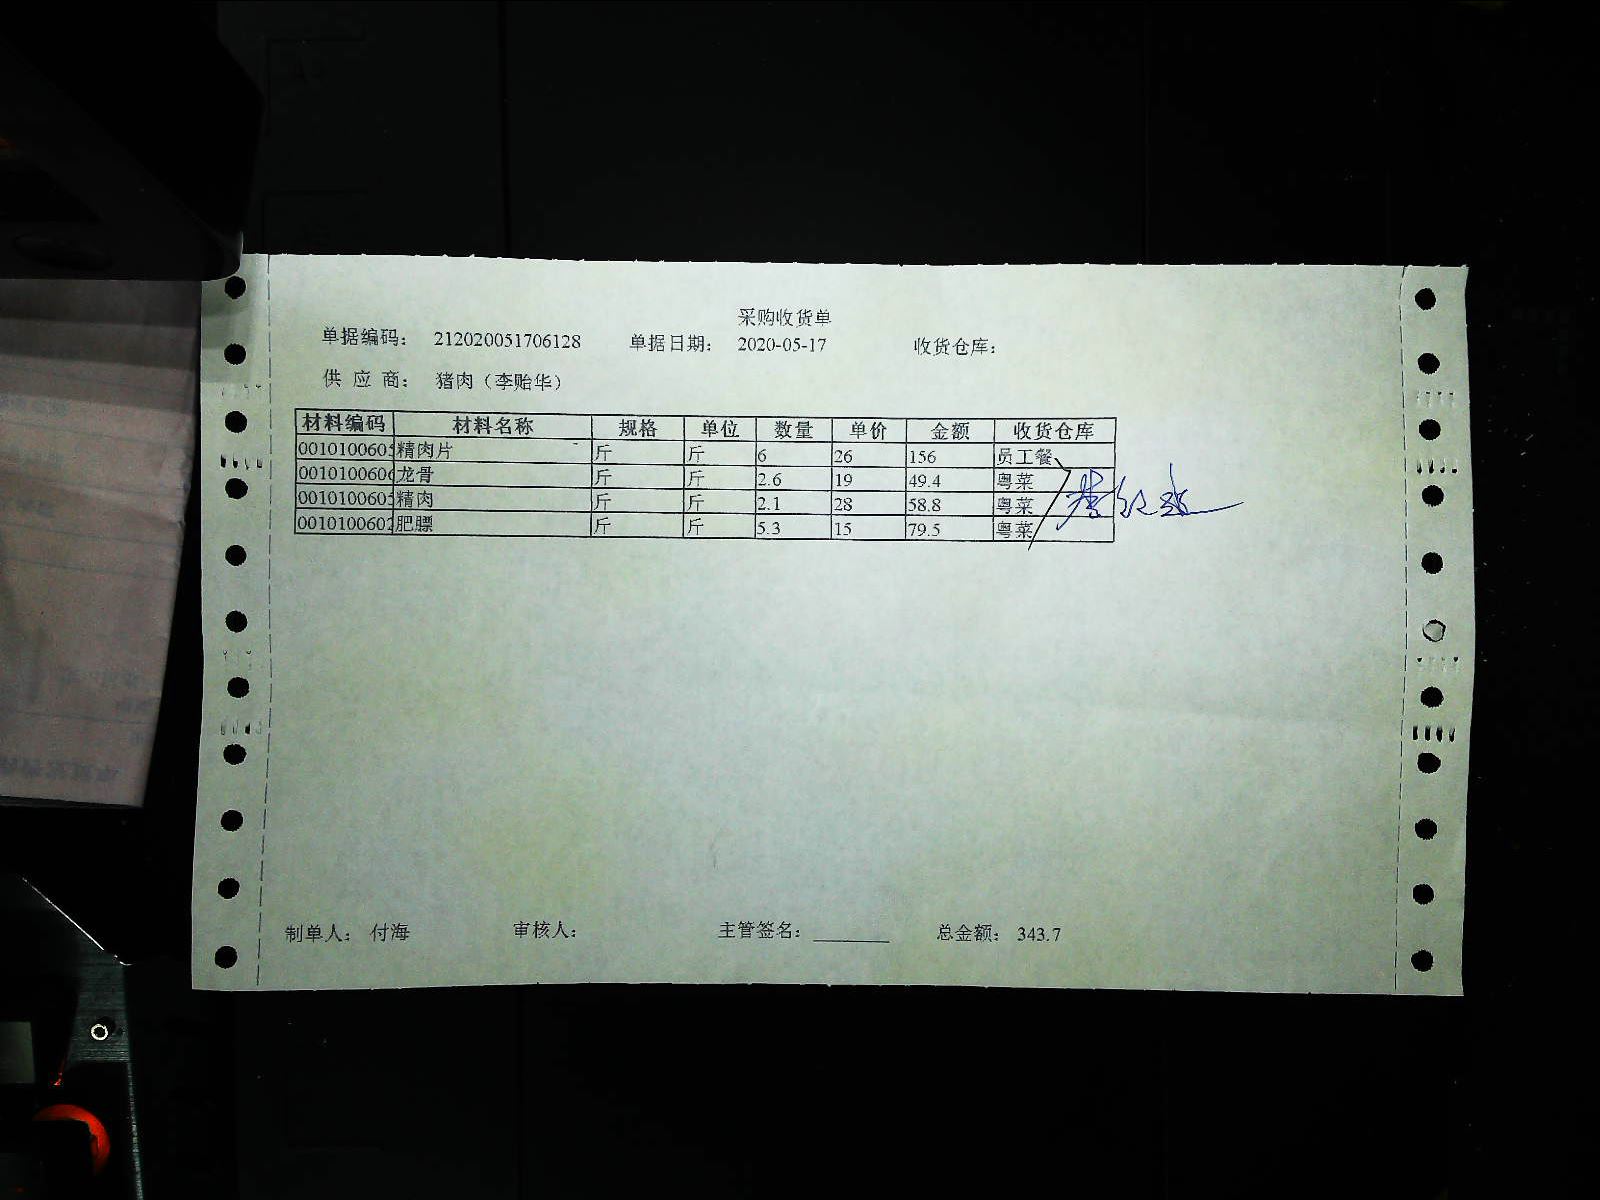 采购收货单
单据编码： 212020051706128 单据日期： 2020-05-17 收货仓库：
供 应 商： 猪肉（李贻华）
材料编码 材料名称 规格 单位 数量 单价 金额 收货仓库
0010100605 精肉片 斤 斤 6 26 156 员工餐
0010100606 龙骨 斤 斤 2.6 19 49.4 粤菜
0010100605 精肉 斤 斤 2.1 28 58.8 粤菜
0010100602 肥膘 斤 斤 5.3 15 79.5 粤菜
制单人： 付海 审核人： 主管签名： 总金额： 343.7